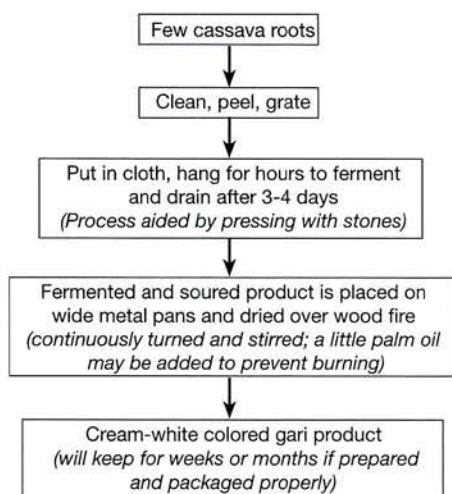 Few cassava roots
Clean, peel, grate
Put in cloth, hang for hours to ferment
and drain after 3-4 days
(Process aided by pressing with stones)
Fermented and soured product is placed on
wide metal pans and dried over wood fire
(continuously turned and stirred; a little palm oil
may be added to prevent burning)
Cream-white colored gari product
(will keep for weeks or months if prepared
and packaged properly)